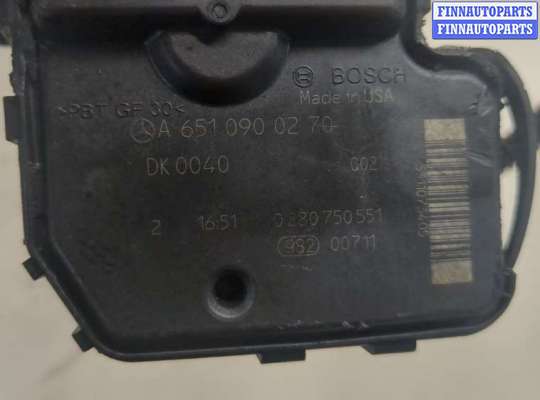 FINNAUTOPARTS
FINNAUTOPARTS
BOSCH
Made in USA
>PBT GF 30<
A 651 090 02 70
DK 0040
G02
2 16:51 0 280 750 551
982 00711